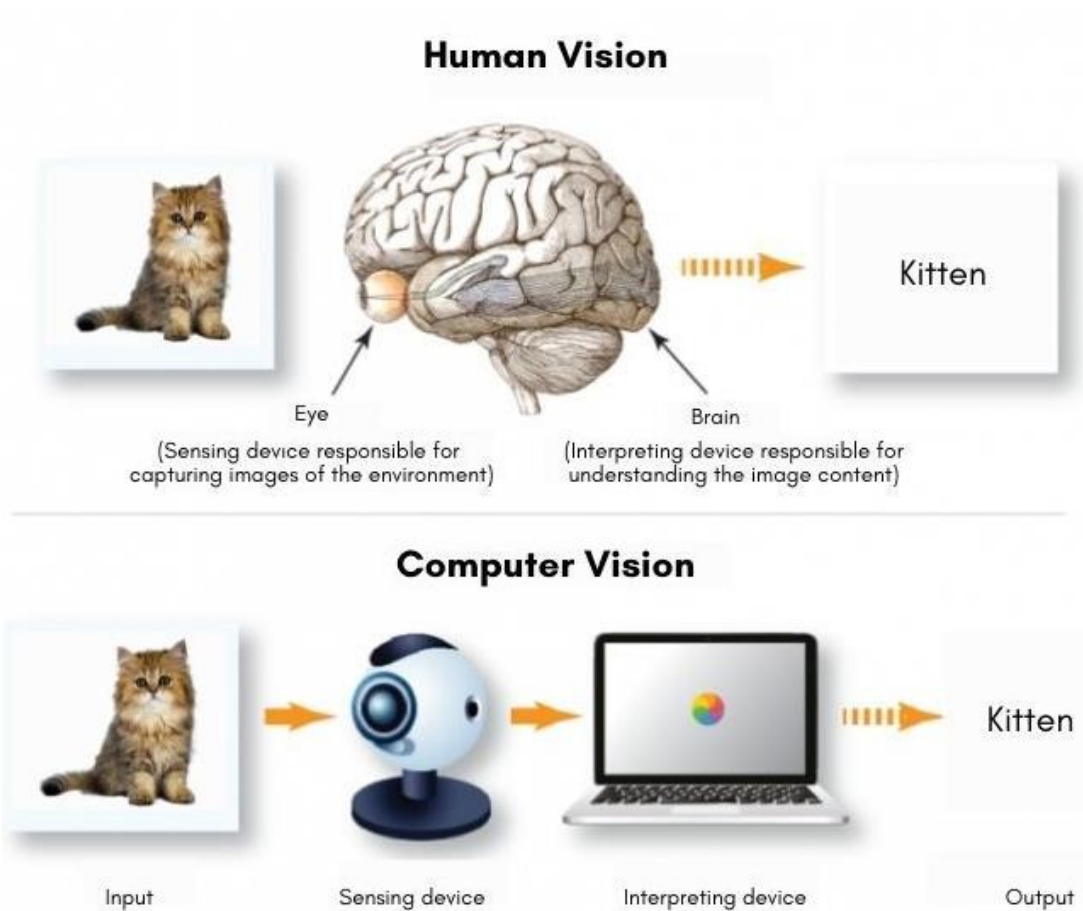 Human Vision
Kitten
Eye
(Sensing device responsible for
capturing images of the environment)
Brain
(Interpreting device responsible for
understanding the image content)
Computer Vision
Kitten
Input
Sensing device
Interpreting device
Output